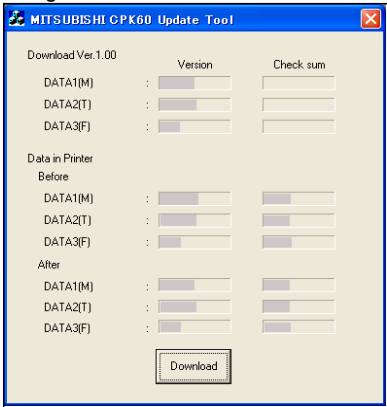 MITSUBISHI CPK60 Update Tool
Download Ver.1.00
Version Check sum
DATA1(M) :
DATA2(T) :
DATA3(F) :
Data in Printer
Before
DATA1(M) :
DATA2(T) :
DATA3(F) :
After
DATA1(M) :
DATA2(T) :
DATA3(F) :
Download